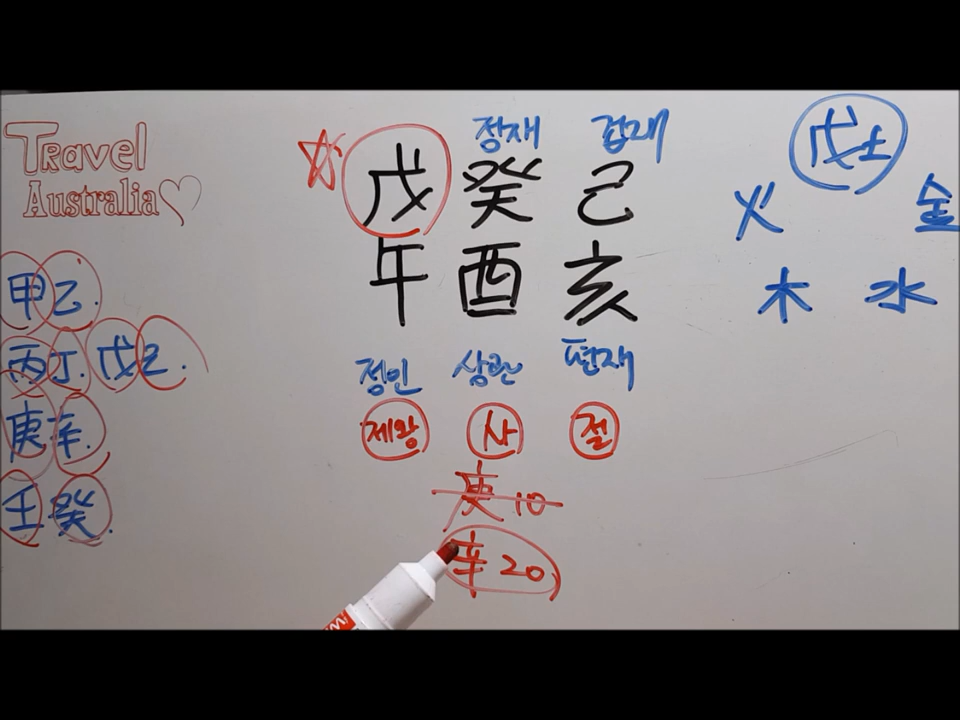 Travel
Australia
甲乙.
丙丁. 戊己.
庚辛.
壬癸.
정재 겁재
戊癸己
午酉亥
정인 상관 편재
제왕 사 절
庚 10
辛 20
戊土
火 金
木 水